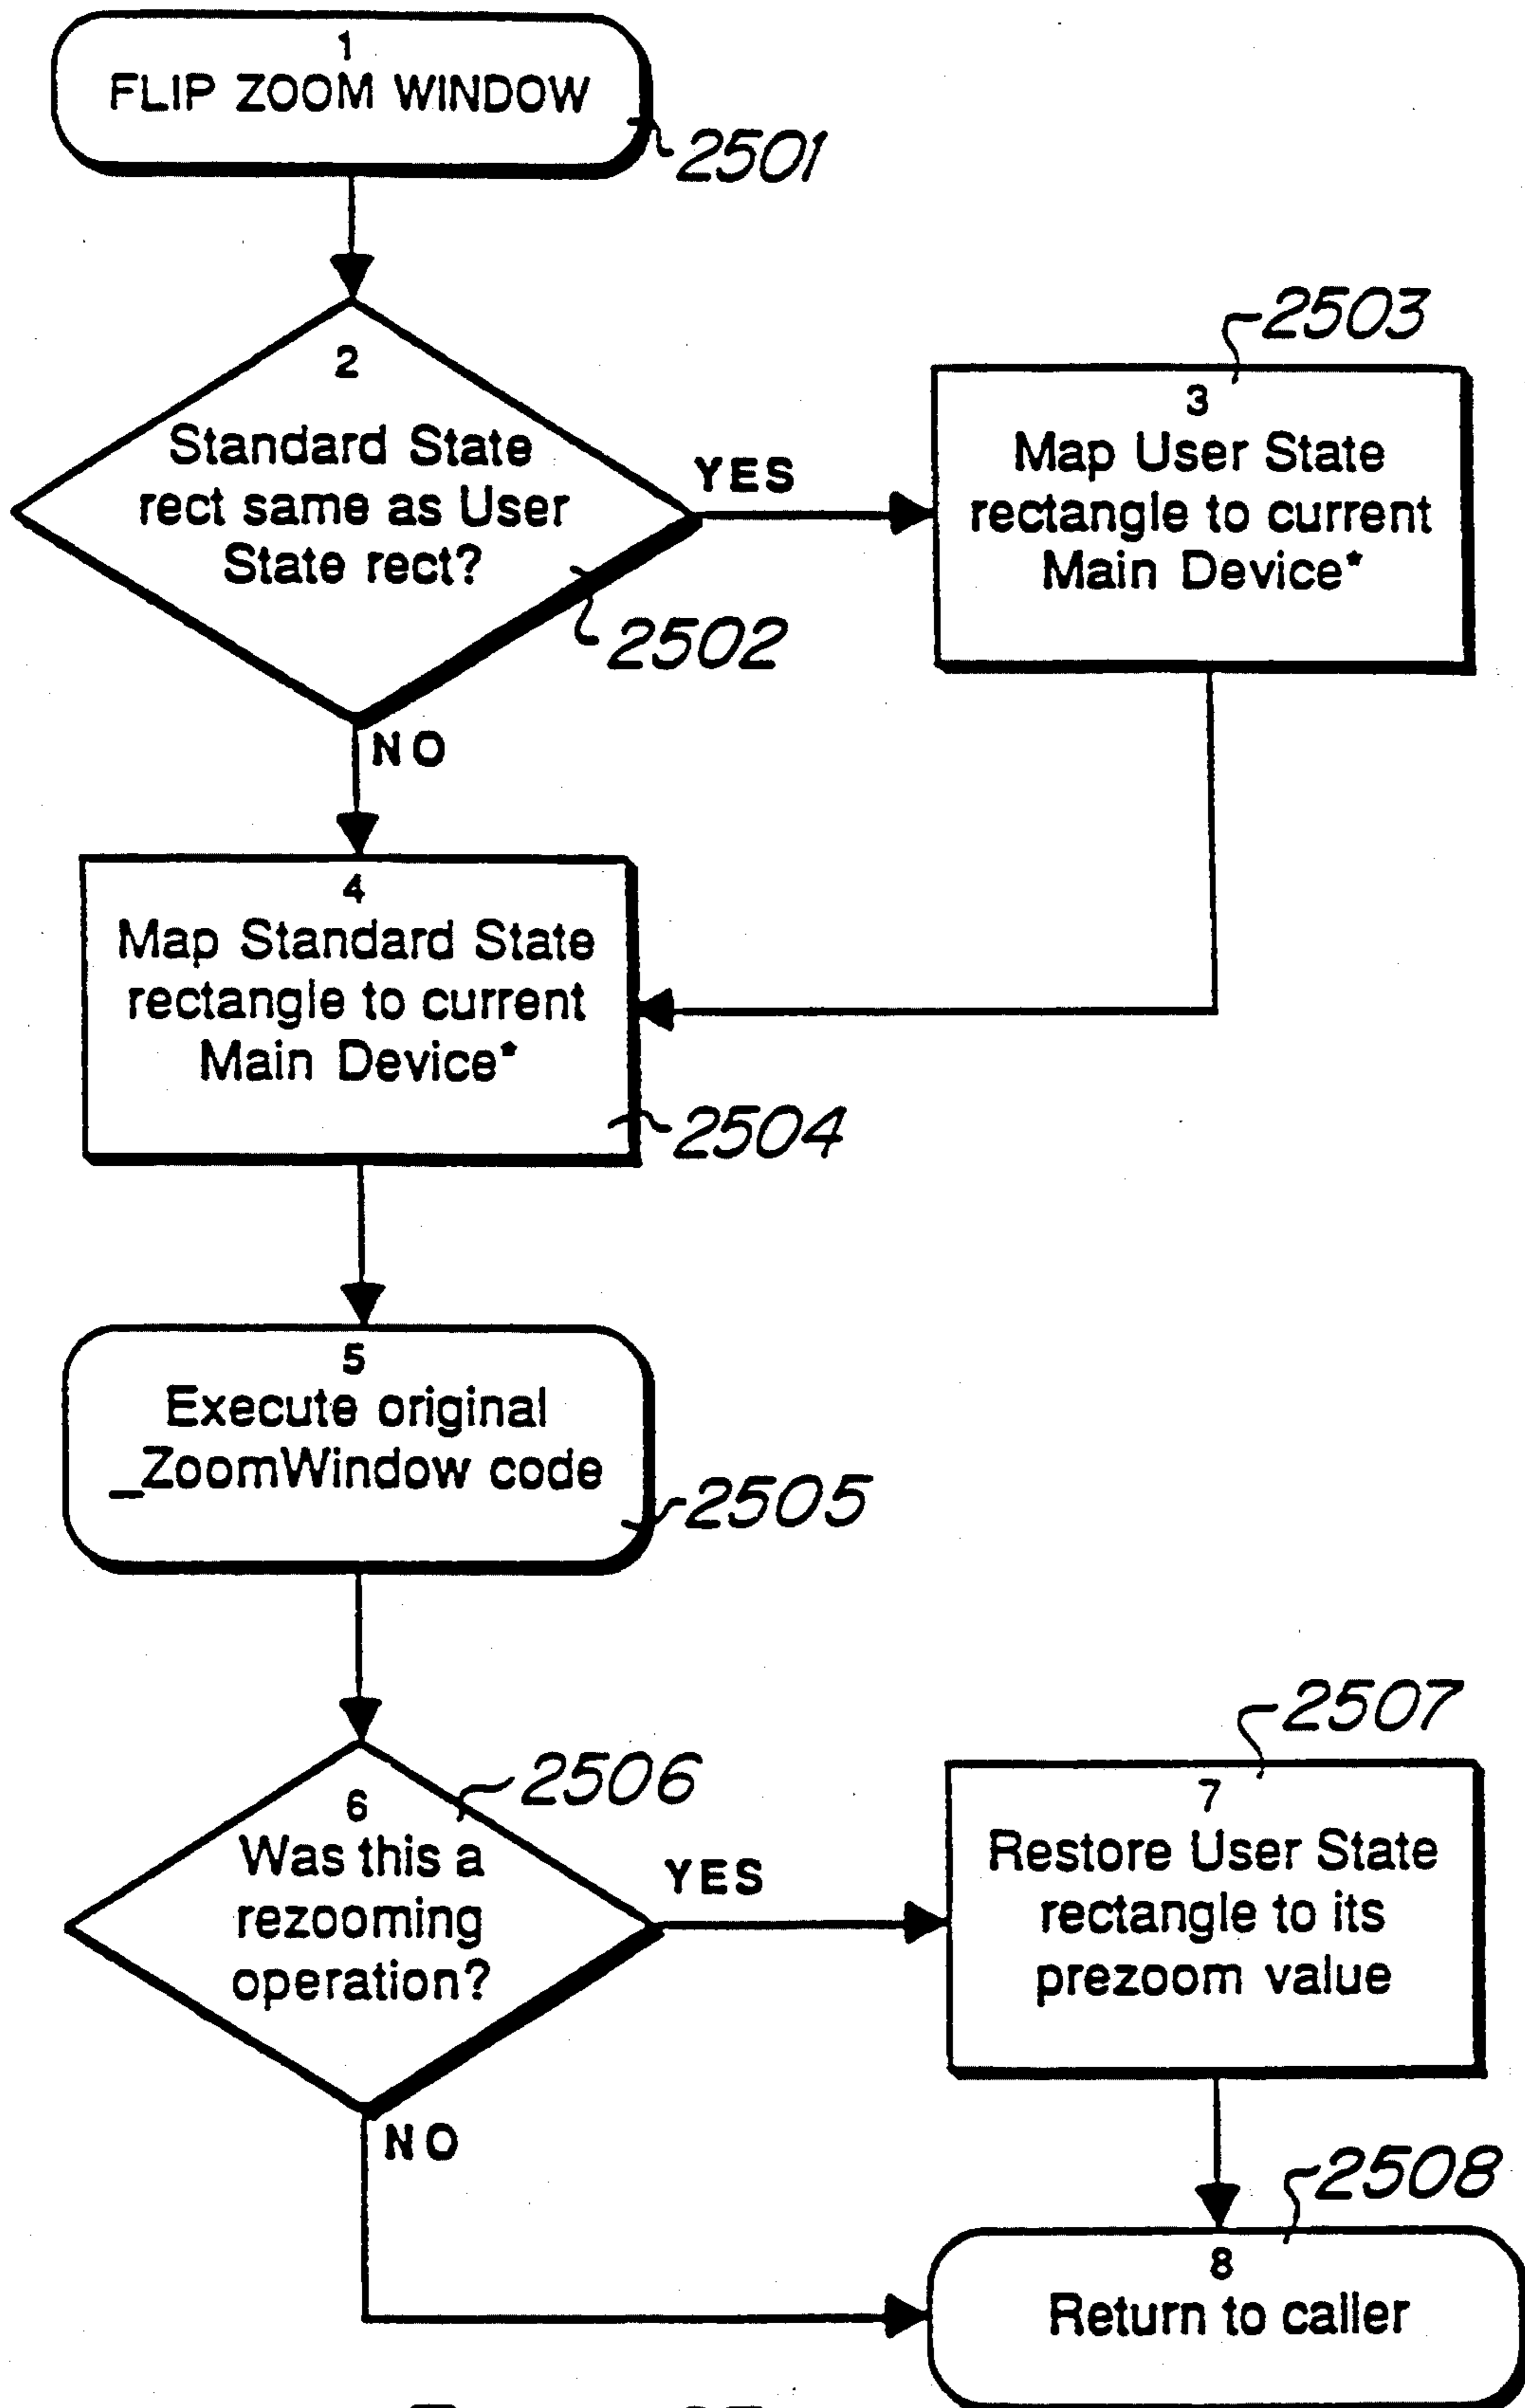 1
FLIP ZOOM WINDOW
2501
2
Standard State
rect same as User
State rect?
2502
YES
NO
2503
3
Map User State
rectangle to current
Main Device*
4
Map Standard State
rectangle to current
Main Device*
2504
5
Execute original
_ZoomWindow code
2505
6
Was this a
rezooming
operation?
2506
YES
NO
2507
7
Restore User State
rectangle to its
prezoom value
2508
8
Return to caller